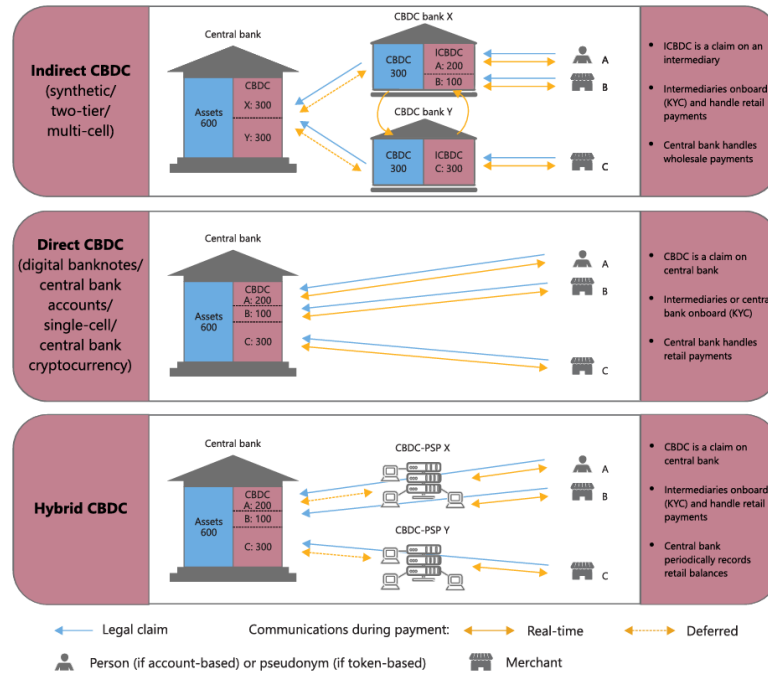 Indirect CBDC
(synthetic/
two-tier/
multi-cell)
Central bank
Assets
600
CBDC
X: 300
Y: 300
CBDC bank X
CBDC
300
ICBDC
A: 200
B: 100
CBDC bank Y
CBDC
300
ICBDC
C: 300
A
B
C
• ICBDC is a claim on an
intermediary
• Intermediaries onboard
(KYC) and handle retail
payments
• Central bank handles
wholesale payments
Direct CBDC
(digital banknotes/
central bank
accounts/
single-cell/
central bank
cryptocurrency)
Central bank
Assets
600
CBDC
A: 200
B: 100
C: 300
A
B
C
• CBDC is a claim on
central bank
• Intermediaries or central
bank onboard (KYC)
• Central bank handles
retail payments
Hybrid CBDC
Central bank
Assets
600
CBDC
A: 200
B: 100
C: 300
CBDC-PSP X
CBDC-PSP Y
A
B
C
• CBDC is a claim on
central bank
• Intermediaries onboard
(KYC) and handle retail
payments
• Central bank
periodically records
retail balances
Legal claim
Communications during payment:
Real-time
Deferred
Person (if account-based) or pseudonym (if token-based)
Merchant